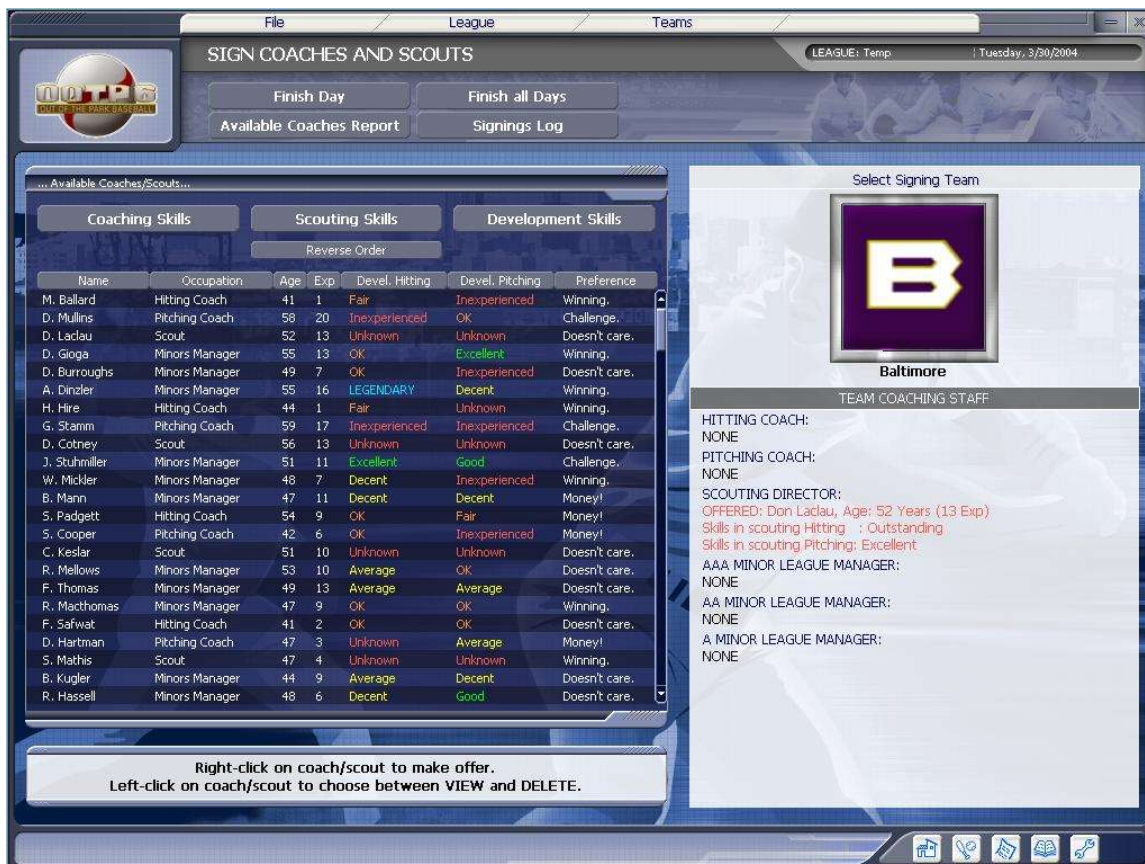 File League Teams
SIGN COACHES AND SCOUTS
LEAGUE: Temp Tuesday, 3/30/2004
OOTP6
OUT OF THE PARK BASEBALL
Finish Day Finish all Days
Available Coaches Report Signings Log
... Available Coaches/Scouts...
Coaching Skills Scouting Skills Development Skills
Reverse Order
Name Occupation Age Exp Devel. Hitting Devel. Pitching Preference
M. Ballard Hitting Coach 41 1 Fair Inexperienced Winning.
D. Mullins Pitching Coach 58 20 Inexperienced OK Challenge.
D. Laclau Scout 52 13 Unknown Unknown Doesn't care.
D. Gioga Minors Manager 55 13 OK Excellent Winning.
D. Burroughs Minors Manager 49 7 OK Inexperienced Doesn't care.
A. Dinzler Minors Manager 55 16 LEGENDARY Decent Winning.
H. Hire Hitting Coach 44 1 Fair Unknown Winning.
G. Stamm Pitching Coach 59 17 Inexperienced Inexperienced Challenge.
D. Cotney Scout 56 13 Unknown Unknown Doesn't care.
J. Stuhmiller Minors Manager 51 11 Excellent Good Challenge.
W. Mickler Minors Manager 48 7 Decent Inexperienced Winning.
B. Mann Minors Manager 47 11 Decent Decent Money!
S. Padgett Hitting Coach 54 9 OK Fair Money!
S. Cooper Pitching Coach 42 6 OK Inexperienced Money!
C. Keslar Scout 51 10 Unknown Unknown Doesn't care.
R. Mellows Minors Manager 53 10 Average OK Doesn't care.
F. Thomas Minors Manager 49 13 Average Average Doesn't care.
R. Macthomas Minors Manager 47 9 OK OK Winning.
F. Safwat Hitting Coach 41 2 OK OK Doesn't care.
D. Hartman Pitching Coach 47 3 Unknown Average Money!
S. Mathis Scout 47 4 Unknown Unknown Winning.
B. Kugler Minors Manager 44 9 Average Decent Doesn't care.
R. Hassell Minors Manager 48 6 Decent Good Doesn't care.
Right-click on coach/scout to make offer.
Left-click on coach/scout to choose between VIEW and DELETE.
Select Signing Team
B
Baltimore
TEAM COACHING STAFF
HITTING COACH:
NONE
PITCHING COACH:
NONE
SCOUTING DIRECTOR:
OFFERED: Don Laclau, Age: 52 Years (13 Exp)
Skills in scouting Hitting : Outstanding
Skills in scouting Pitching: Excellent
AAA MINOR LEAGUE MANAGER:
NONE
AA MINOR LEAGUE MANAGER:
NONE
A MINOR LEAGUE MANAGER:
NONE